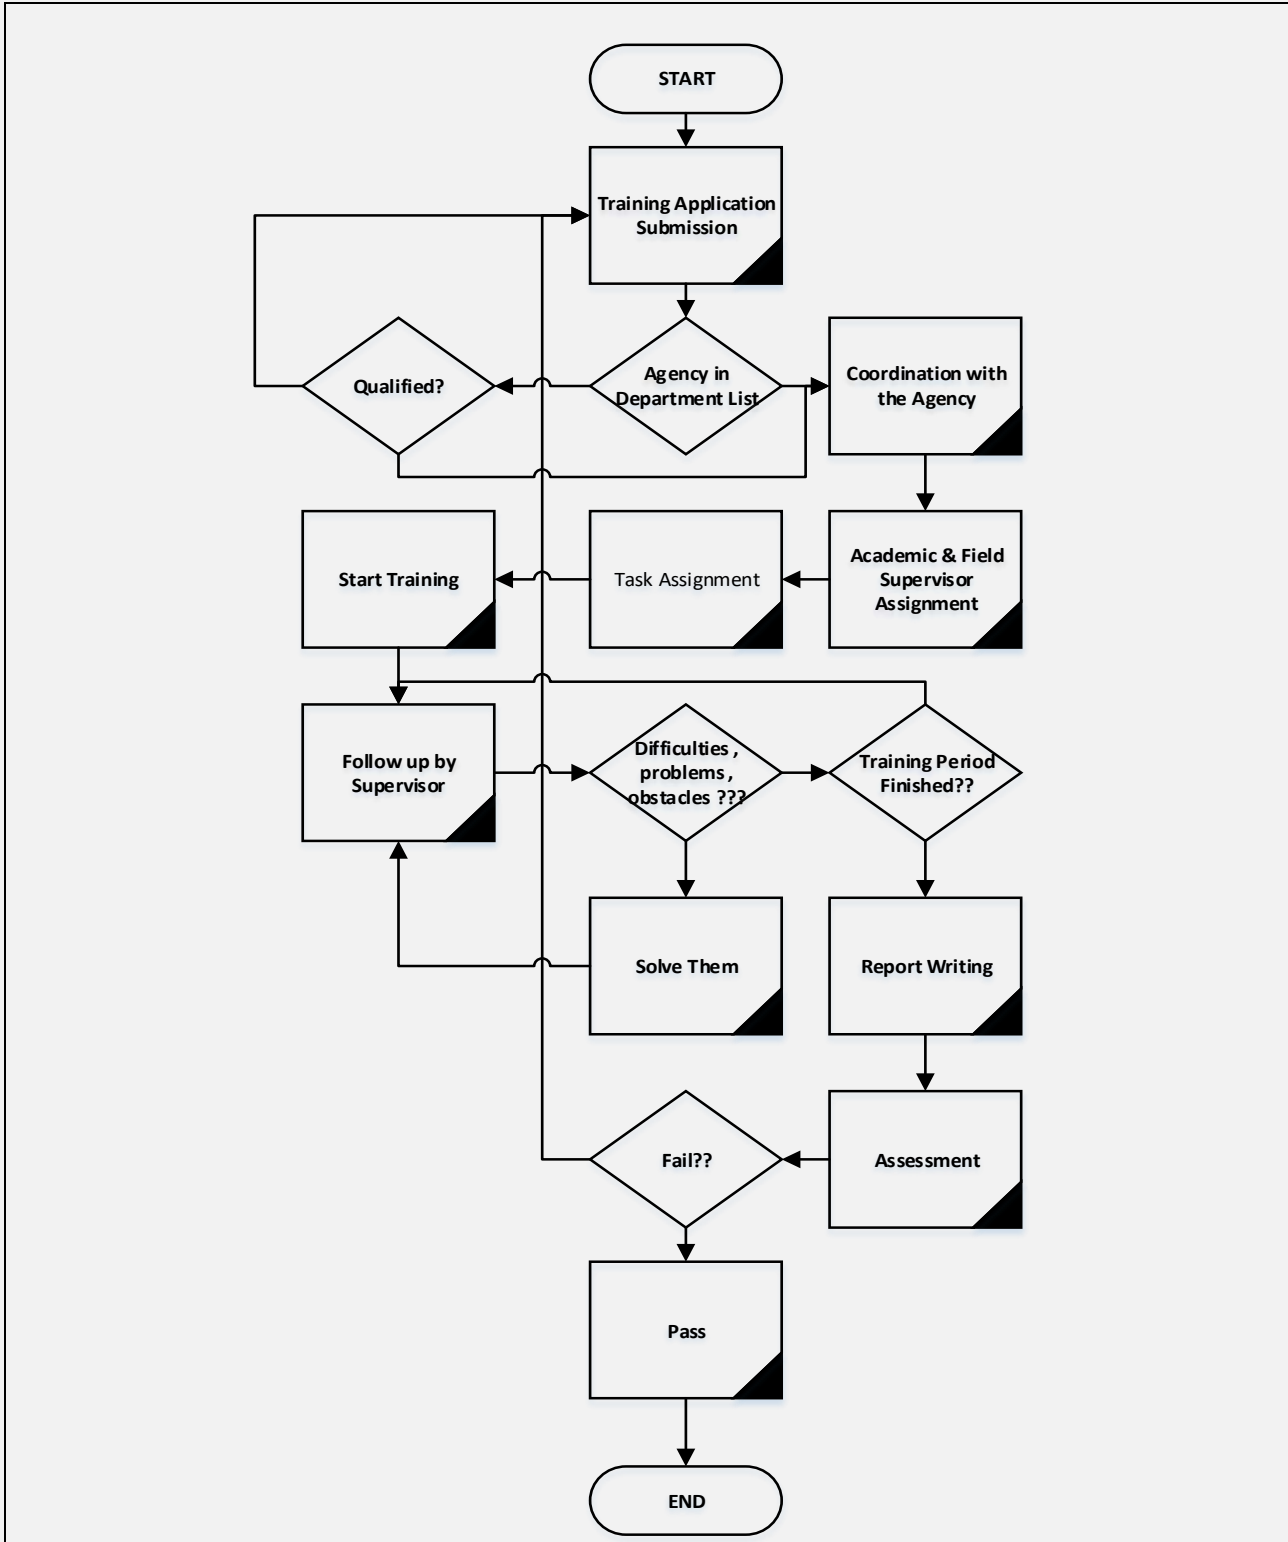 START
Training Application
Submission
Qualified?
Agency in
Department List
Coordination with
the Agency
Start Training
Task Assignment
Academic & Field
Supervisor
Assignment
Follow up by
Supervisor
Difficulties ,
problems ,
obstacles ???
Training Period
Finished??
Solve Them
Report Writing
Fail??
Assessment
Pass
END